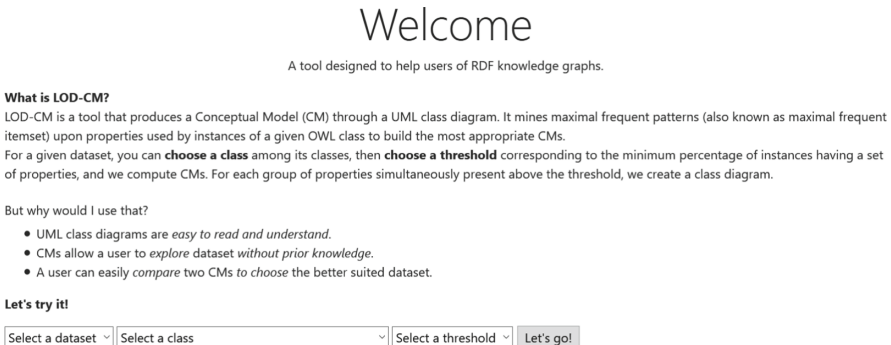 Welcome
A tool designed to help users of RDF knowledge graphs.
What is LOD-CM?
LOD-CM is a tool that produces a Conceptual Model (CM) through a UML class diagram. It mines maximal frequent patterns (also known as maximal frequent
itemset) upon properties used by instances of a given OWL class to build the most appropriate CMs.
For a given dataset, you can choose a class among its classes, then choose a threshold corresponding to the minimum percentage of instances having a set
of properties, and we compute CMs. For each group of properties simultaneously present above the threshold, we create a class diagram.
But why would I use that?
● UML class diagrams are easy to read and understand.
● CMs allow a user to explore dataset without prior knowledge.
● A user can easily compare two CMs to choose the better suited dataset.
Let's try it!
Select a dataset Select a class Select a threshold Let's go!